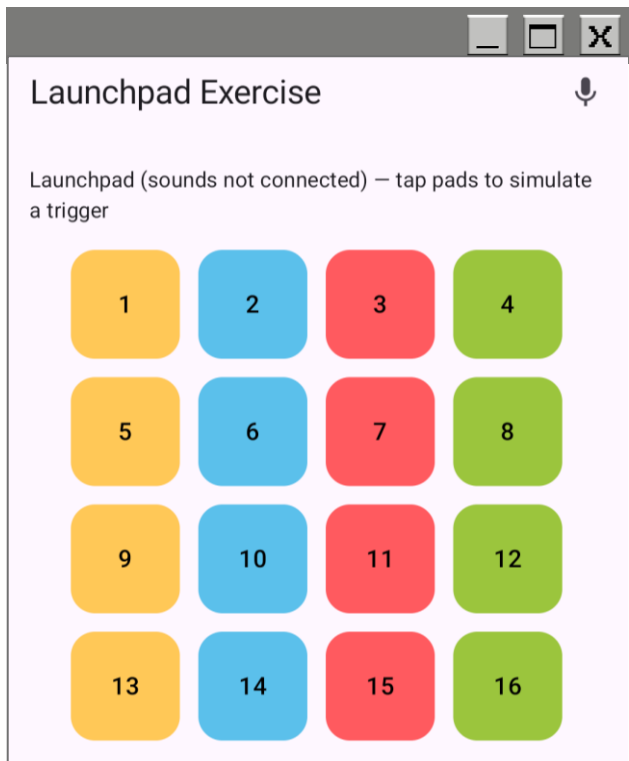 Launchpad Exercise
Launchpad (sounds not connected) — tap pads to simulate
a trigger
1 2 3 4
5 6 7 8
9 10 11 12
13 14 15 16